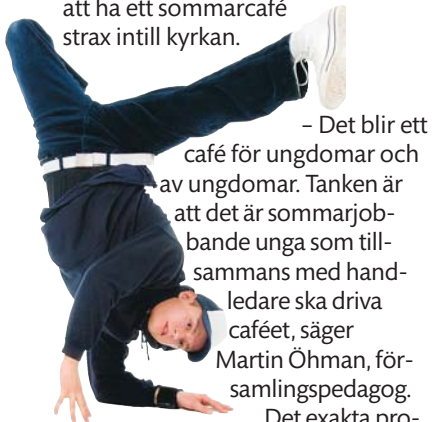 att ha ett sommarcafé
strax intill kyrkan.
– Det blir ett
café för ungdomar och
av ungdomar. Tanken är
att det är sommarjob-
bande unga som till-
sammans med hand-
ledare ska driva
caféet, säger
Martin Öhman, för-
samlingspedagog.
Det exakta pro-